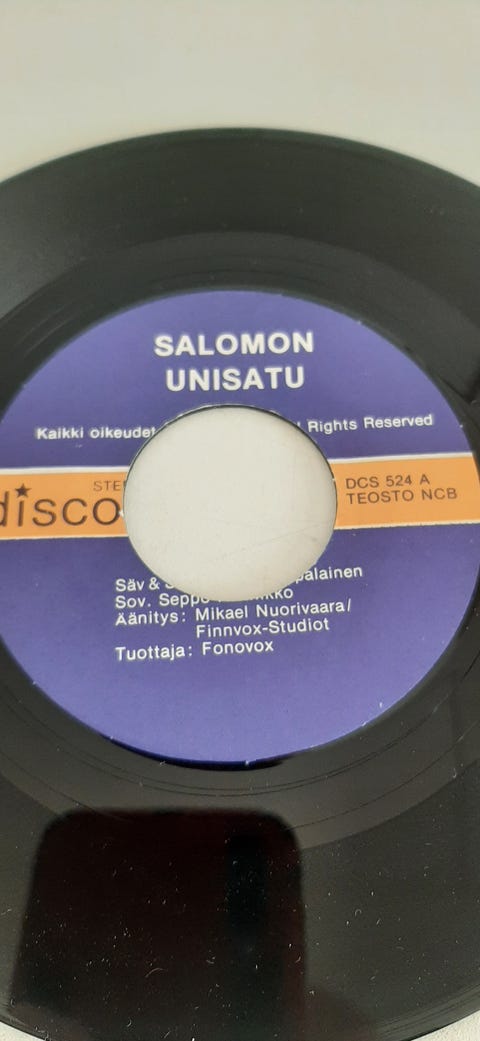 SALOMON
UNISATU
Kaikki oikeudet Rights Reserved
STE
disco
DCS 524 A
TEOSTO NCB
Säv & S palainen
Sov. Seppo
Äänitys: Mikael Nuorivaara/
Finnvox-Studiot
Tuottaja: Fonovox